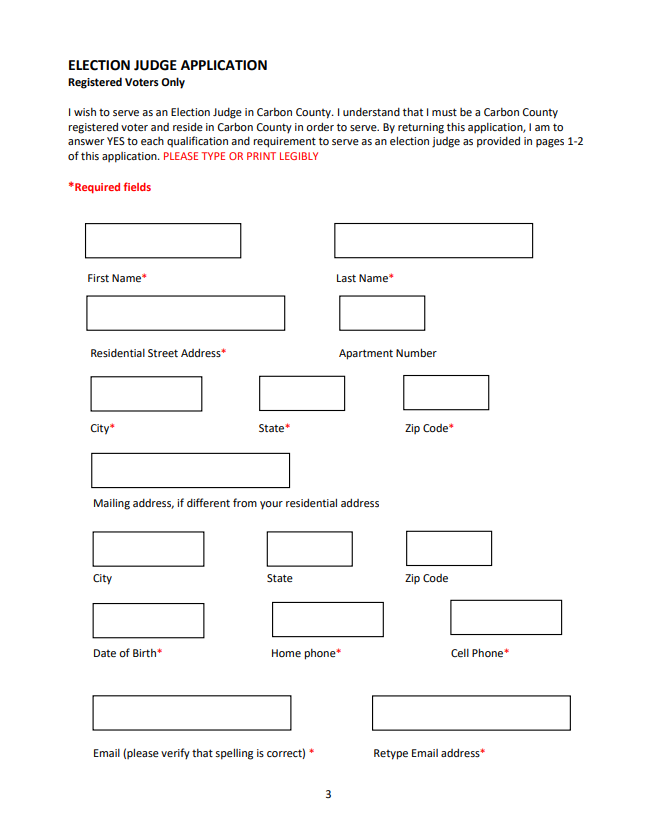 ELECTION JUDGE APPLICATION
Registered Voters Only
I wish to serve as an Election Judge in Carbon County. I understand that I must be a Carbon County
registered voter and reside in Carbon County in order to serve. By returning this application, I am to
answer YES to each qualification and requirement to serve as an election judge as provided in pages 1-2
of this application. PLEASE TYPE OR PRINT LEGIBLY
*Required fields
First Name* Last Name*
Residential Street Address* Apartment Number
City* State* Zip Code*
Mailing address, if different from your residential address
City State Zip Code
Date of Birth* Home phone* Cell Phone*
Email (please verify that spelling is correct) * Retype Email address*
3